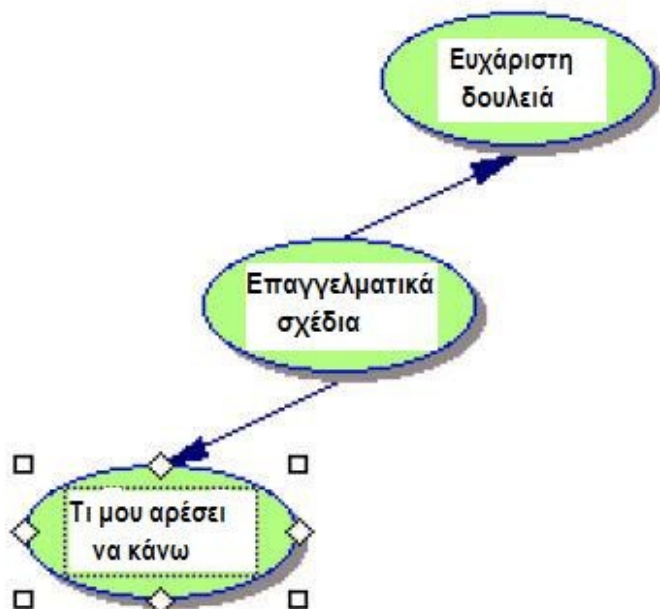 Ευχάριστη
δουλειά
Επαγγελματικά
σχέδια
Τι μου αρέσει
να κάνω